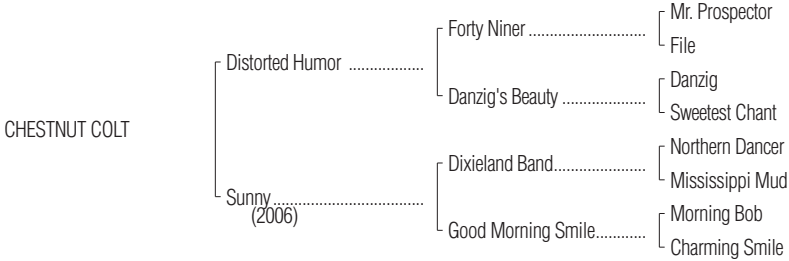 Mr. Prospector
Forty Niner ............................
File
Distorted Humor ..................
Danzig
Danzig's Beauty ....................
Sweetest Chant
CHESTNUT COLT
Northern Dancer
Dixieland Band......................
Mississippi Mud
Sunny....................................
(2006)
Morning Bob
Good Morning Smile............
Charming Smile